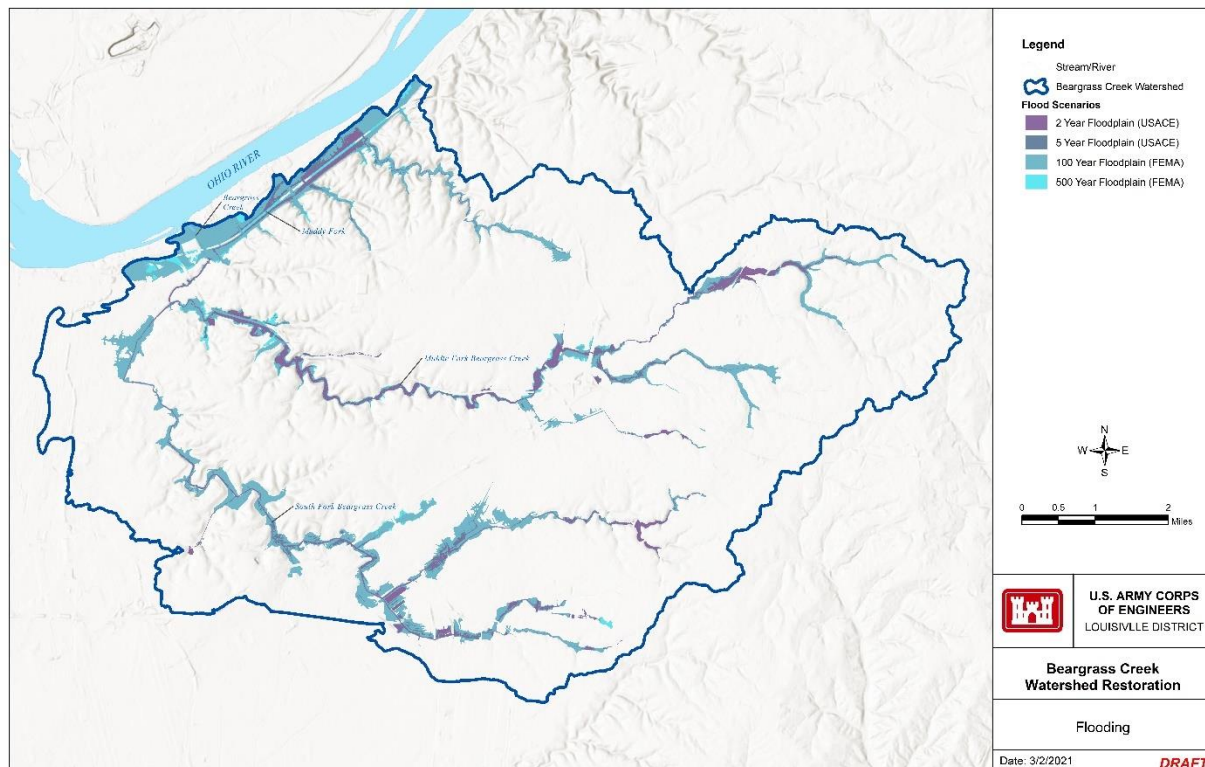 OHIO RIVER
Beargrass
Creek
Muddy Fork
Middle Fork Beargrass Creek
South Fork Beargrass Creek
Legend
Stream/River
Beargrass Creek Watershed
Flood Scenarios
2 Year Floodplain (USACE)
5 Year Floodplain (USACE)
100 Year Floodplain (FEMA)
500 Year Floodplain (FEMA)
N
W E
S
0 0.5 1 2
Miles
U.S. ARMY CORPS
OF ENGINEERS
LOUISIVLLE DISTRICT
Beargrass Creek
Watershed Restoration
Flooding
Date: 3/2/2021 DRAFT